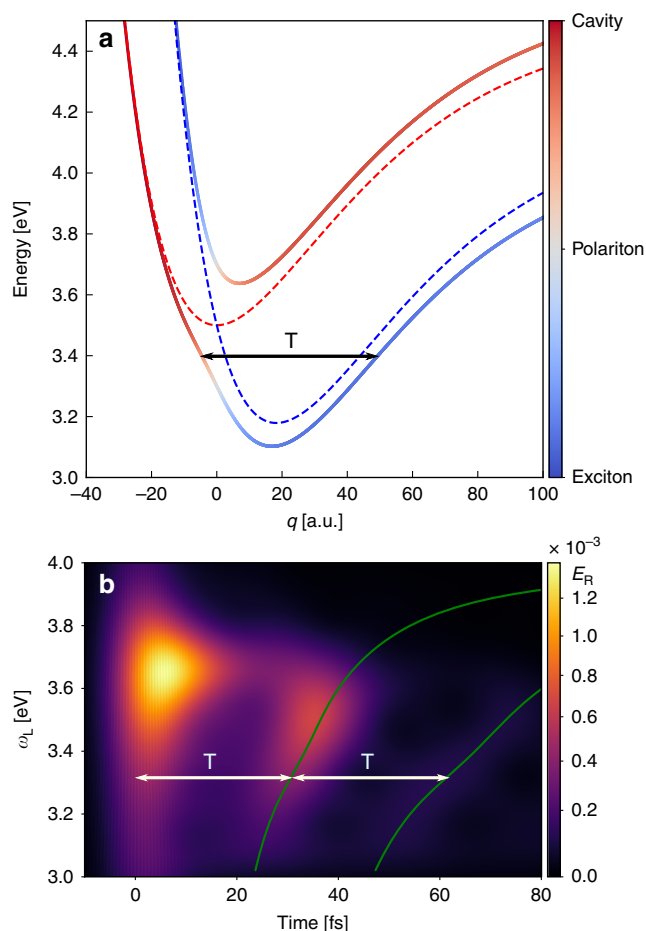 a
Energy [eV]
4.4
4.2
4.0
3.8
3.6
3.4
3.2
3.0
T
−40
−20
0
20
40
60
80
100
q [a.u.]
Cavity
Polariton
Exciton
b
ω_L [eV]
4.0
3.8
3.6
3.4
3.2
3.0
T
T
0
20
40
60
80
Time [fs]
× 10⁻³
E_R
1.2
1.0
0.8
0.6
0.4
0.2
0.0